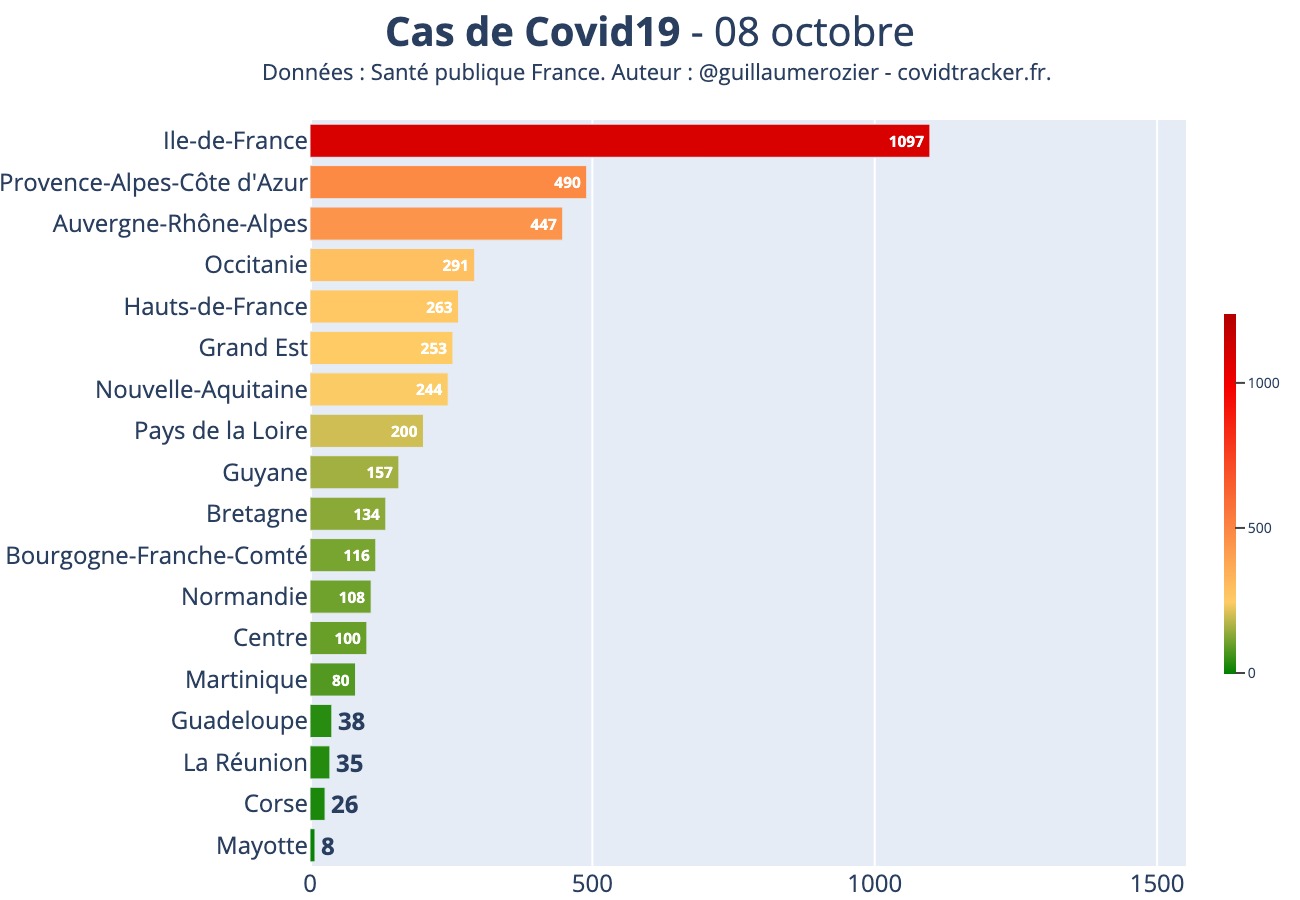 Cas de Covid19 - 08 octobre
Données : Santé publique France. Auteur : @guillaumerozier - covidtracker.fr.
Ile-de-France 1097
Provence-Alpes-Côte d'Azur 490
Auvergne-Rhône-Alpes 447
Occitanie 291
Hauts-de-France 263
Grand Est 253
Nouvelle-Aquitaine 244
Pays de la Loire 200
Guyane 157
Bretagne 134
Bourgogne-Franche-Comté 116
Normandie 108
Centre 100
Martinique 80
Guadeloupe 38
La Réunion 35
Corse 26
Mayotte 8
0 500 1000 1500
1000
500
0